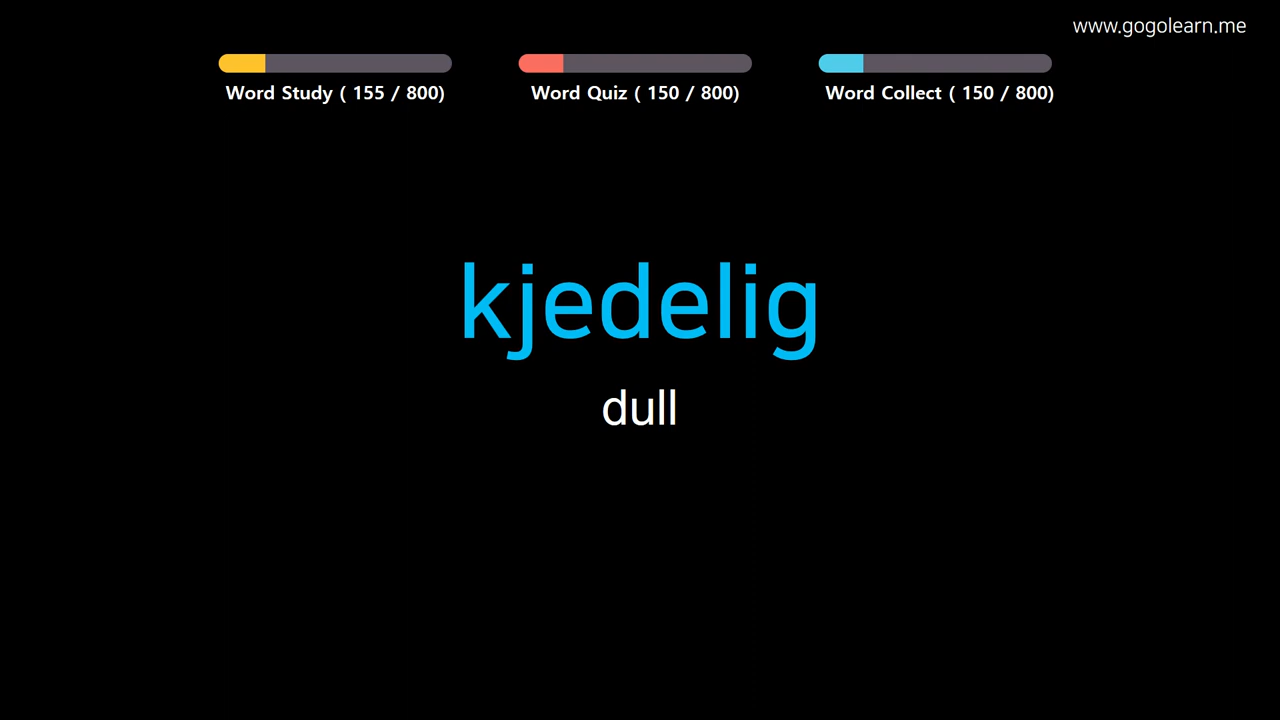 www.gogolearn.me
Word Study ( 155 / 800)
Word Quiz ( 150 / 800)
Word Collect ( 150 / 800)
kjedelig
dull